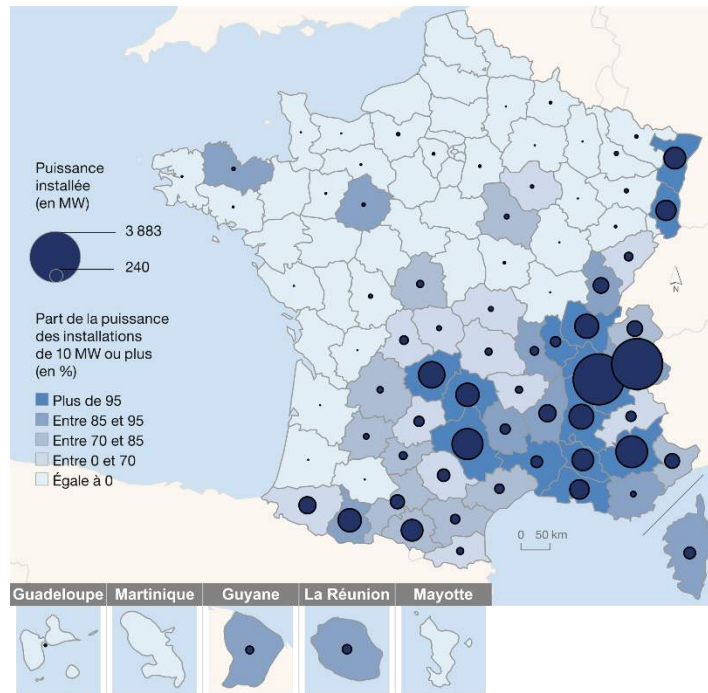 Puissance
installée
(en MW)
3 883
240
Part de la puissance
des installations
de 10 MW ou plus
(en %)
Plus de 95
Entre 85 et 95
Entre 70 et 85
Entre 0 et 70
Égale à 0
N
0 50 km
Guadeloupe Martinique Guyane La Réunion Mayotte